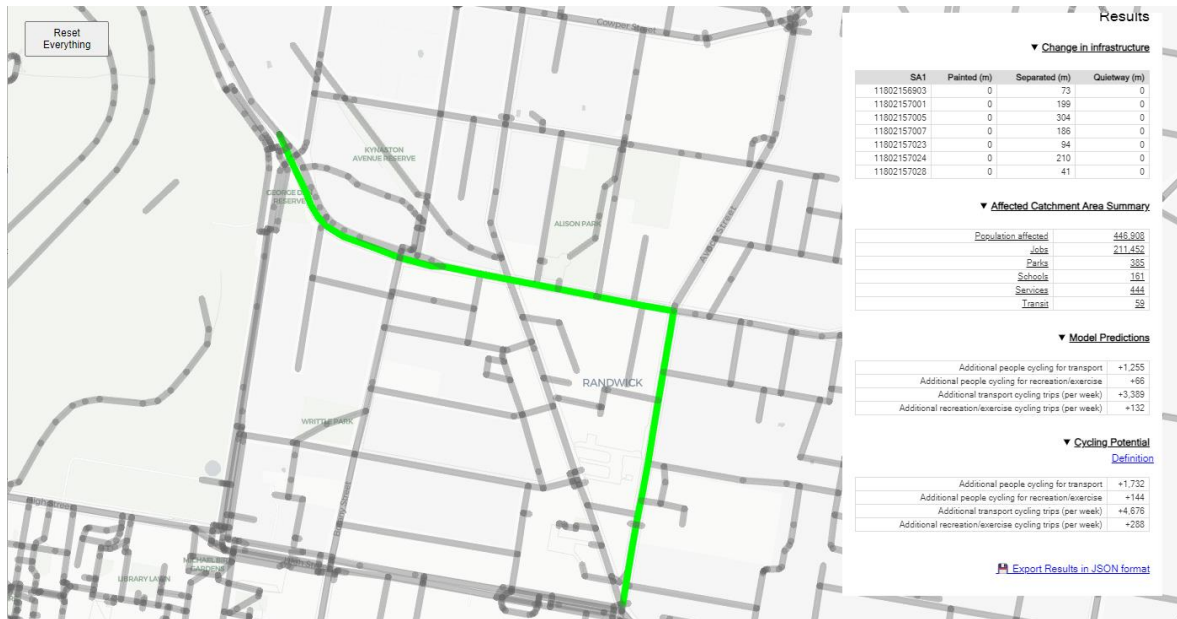 Reset
Everything
Cowper Street
KYNASTON
AVENUE RESERVE
RESERVE
ALISON PARK
Street
RANDWICK
WRITTLE PARK
High Street
Street
GARDENS
LIBRARY LAWN
Results
▼ Change in infrastructure
SA1 Painted (m) Separated (m) Quietway (m)
11802156903 0 73 0
11802157001 0 199 0
11802157005 0 304 0
11802157007 0 186 0
11802157023 0 94 0
11802157024 0 210 0
11802157028 0 41 0
▼ Affected Catchment Area Summary
Population affected 446,908
Jobs 211,452
Parks 385
Schools 161
Services 444
Transit 59
▼ Model Predictions
Additional people cycling for transport +1,255
Additional people cycling for recreation/exercise +66
Additional transport cycling trips (per week) +3,389
Additional recreation/exercise cycling trips (per week) +132
▼ Cycling Potential
Definition
Additional people cycling for transport +1,732
Additional people cycling for recreation/exercise +144
Additional transport cycling trips (per week) +4,676
Additional recreation/exercise cycling trips (per week) +288
Export Results in JSON format